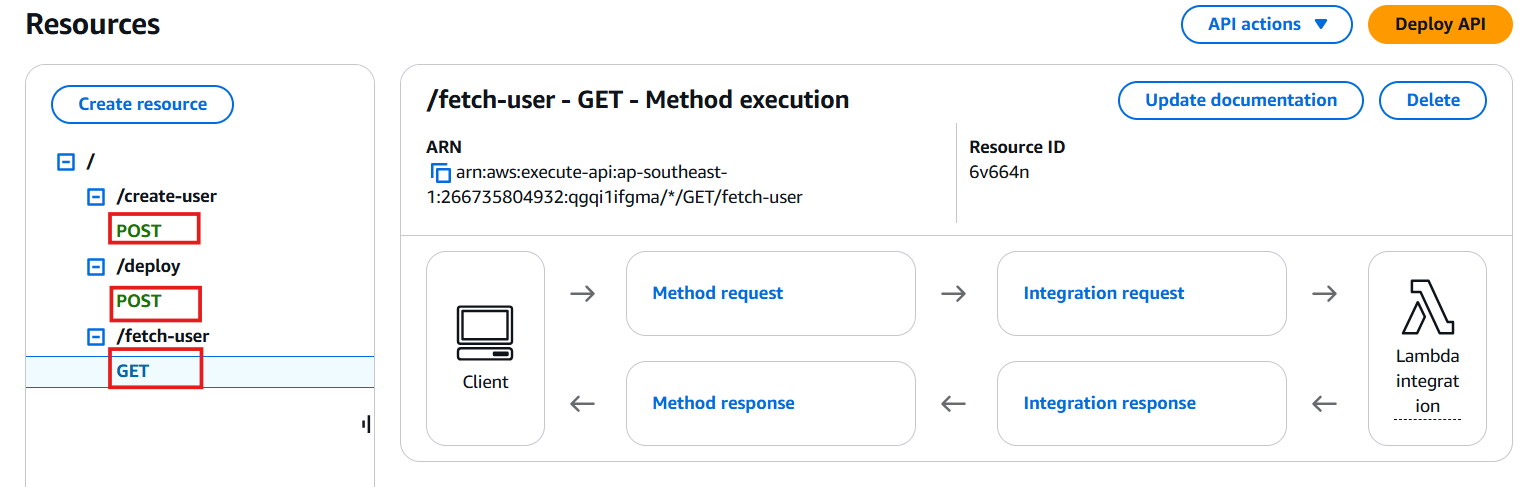 Resources
API actions
Deploy API
Create resource
/
/create-user
POST
/deploy
POST
/fetch-user
GET
/fetch-user - GET - Method execution
Update documentation
Delete
ARN
arn:aws:execute-api:ap-southeast-
1:266735804932:qgqi1ifgma/*/GET/fetch-user
Resource ID
6v664n
Client
Method request
Integration request
Method response
Integration response
Lambda
integrat
ion